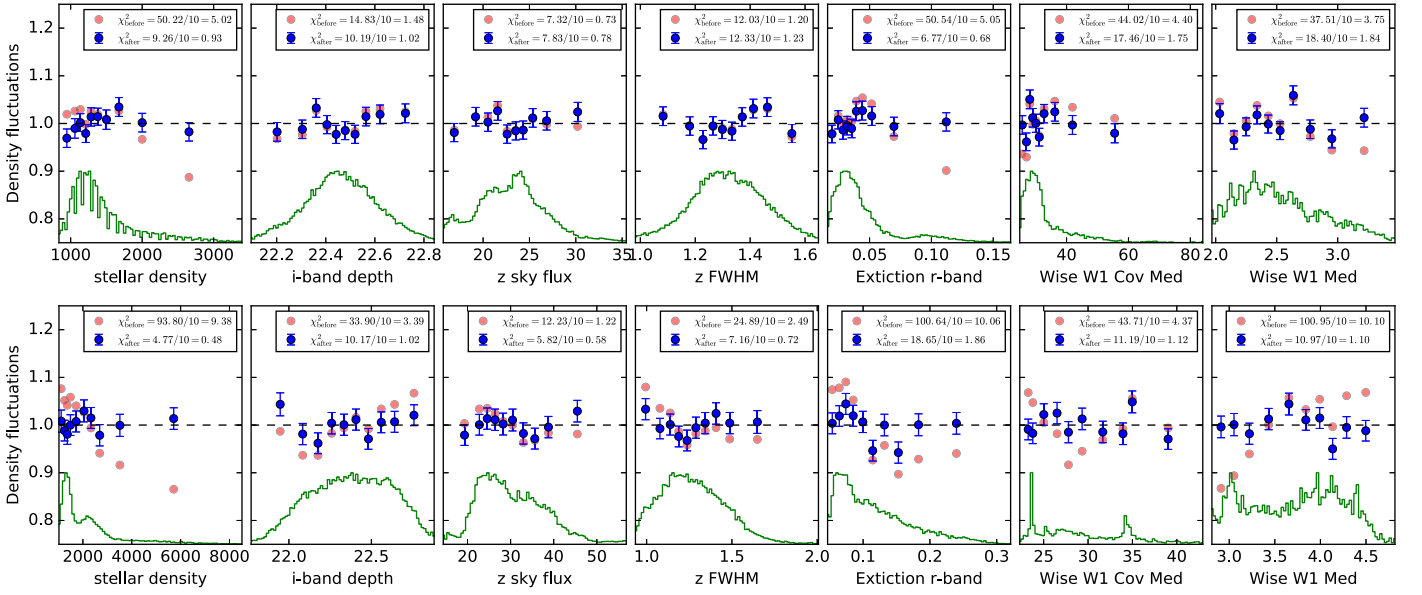 Density fluctuations
1.2
1.1
1.0
0.9
0.8
χ²before = 50.22/10 = 5.02
χ²after = 9.26/10 = 0.93
χ²before = 14.83/10 = 1.48
χ²after = 10.19/10 = 1.02
χ²before = 7.32/10 = 0.73
χ²after = 7.83/10 = 0.78
χ²before = 12.03/10 = 1.20
χ²after = 12.33/10 = 1.23
χ²before = 50.54/10 = 5.05
χ²after = 6.77/10 = 0.68
χ²before = 44.02/10 = 4.40
χ²after = 17.46/10 = 1.75
χ²before = 37.51/10 = 3.75
χ²after = 18.40/10 = 1.84
1000 2000 3000
22.2 22.4 22.6 22.8
20 25 30 35
1.0 1.2 1.4 1.6
0.05 0.10 0.15
20 40 60 80
2.0 2.5 3.0
stellar density
i-band depth
z sky flux
z FWHM
Extiction r-band
Wise W1 Cov Med
Wise W1 Med
Density fluctuations
1.2
1.1
1.0
0.9
0.8
χ²before = 93.80/10 = 9.38
χ²after = 4.77/10 = 0.48
χ²before = 33.90/10 = 3.39
χ²after = 10.17/10 = 1.02
χ²before = 12.23/10 = 1.22
χ²after = 5.82/10 = 0.58
χ²before = 24.89/10 = 2.49
χ²after = 7.16/10 = 0.72
χ²before = 100.64/10 = 10.06
χ²after = 18.65/10 = 1.86
χ²before = 43.71/10 = 4.37
χ²after = 11.19/10 = 1.12
χ²before = 100.95/10 = 10.10
χ²after = 10.97/10 = 1.10
2000 4000 6000 8000
22.0 22.5
20 30 40 50
1.0 1.5 2.0
0.1 0.2 0.3
25 30 35 40
3.0 3.5 4.0 4.5
stellar density
i-band depth
z sky flux
z FWHM
Extiction r-band
Wise W1 Cov Med
Wise W1 Med